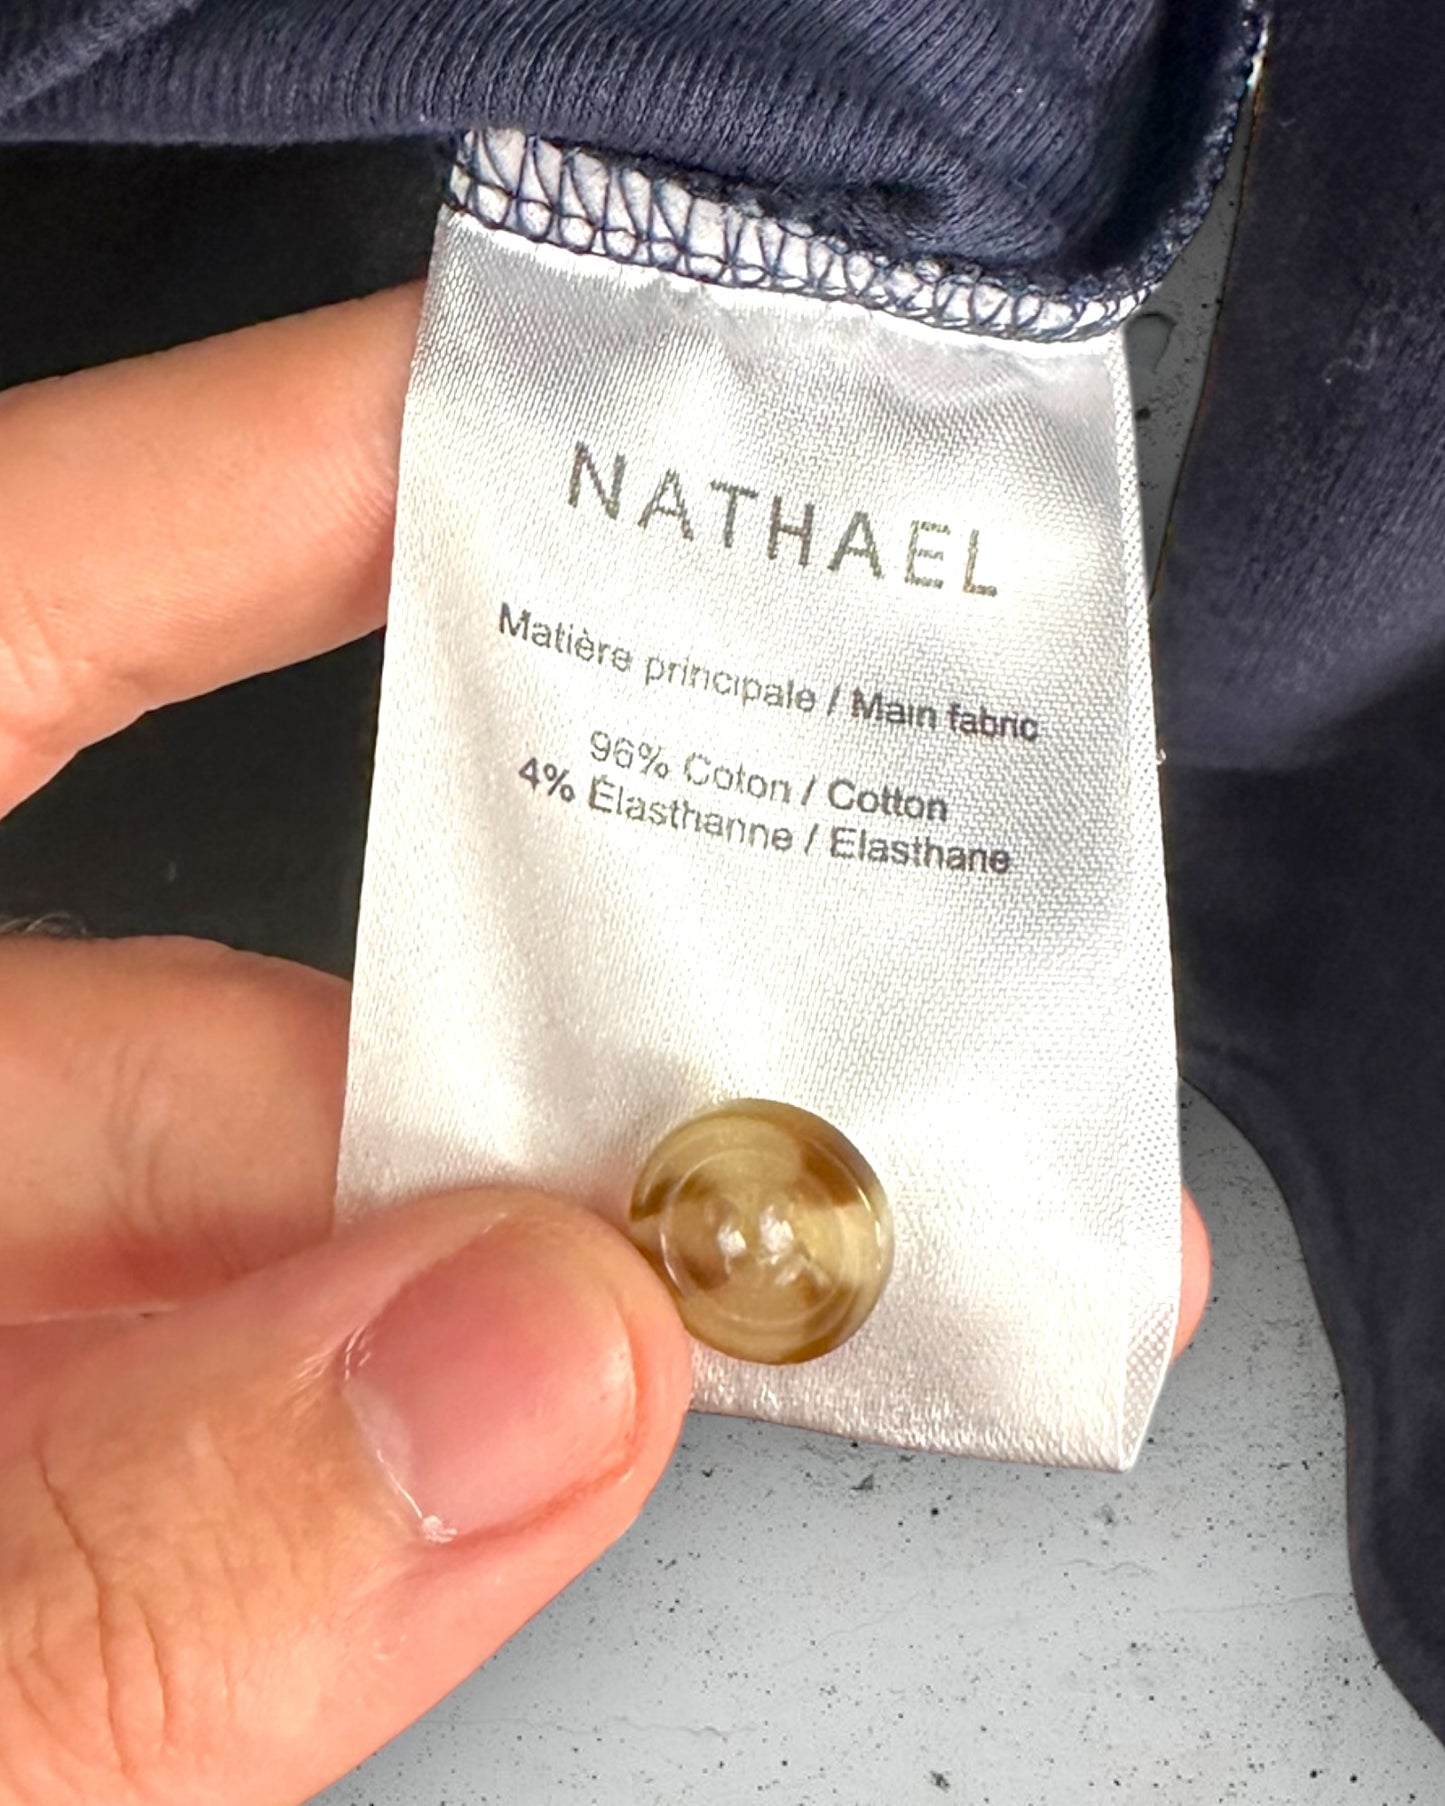 NATHAEL
Matière principale / Main fabric
96% Coton / Cotton
4% Élasthanne / Elasthane